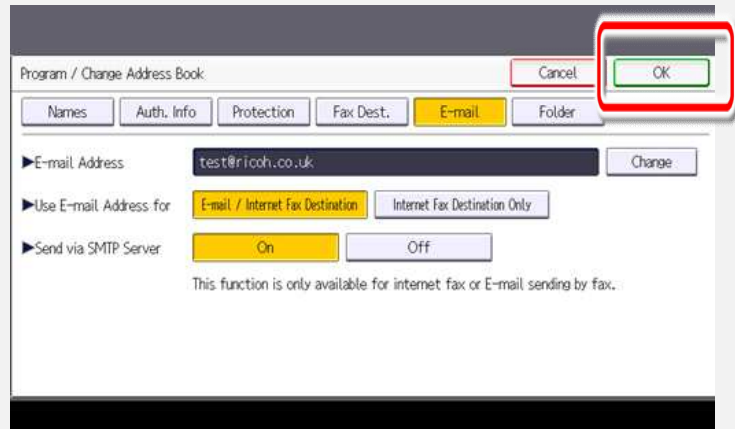 Program / Change Address Book Cancel OK
Names Auth. Info Protection Fax Dest. E-mail Folder
►E-mail Address test@ricoh.co.uk Change
►Use E-mail Address for E-mail / Internet Fax Destination Internet Fax Destination Only
►Send via SMTP Server On Off
This function is only available for internet fax or E-mail sending by fax.